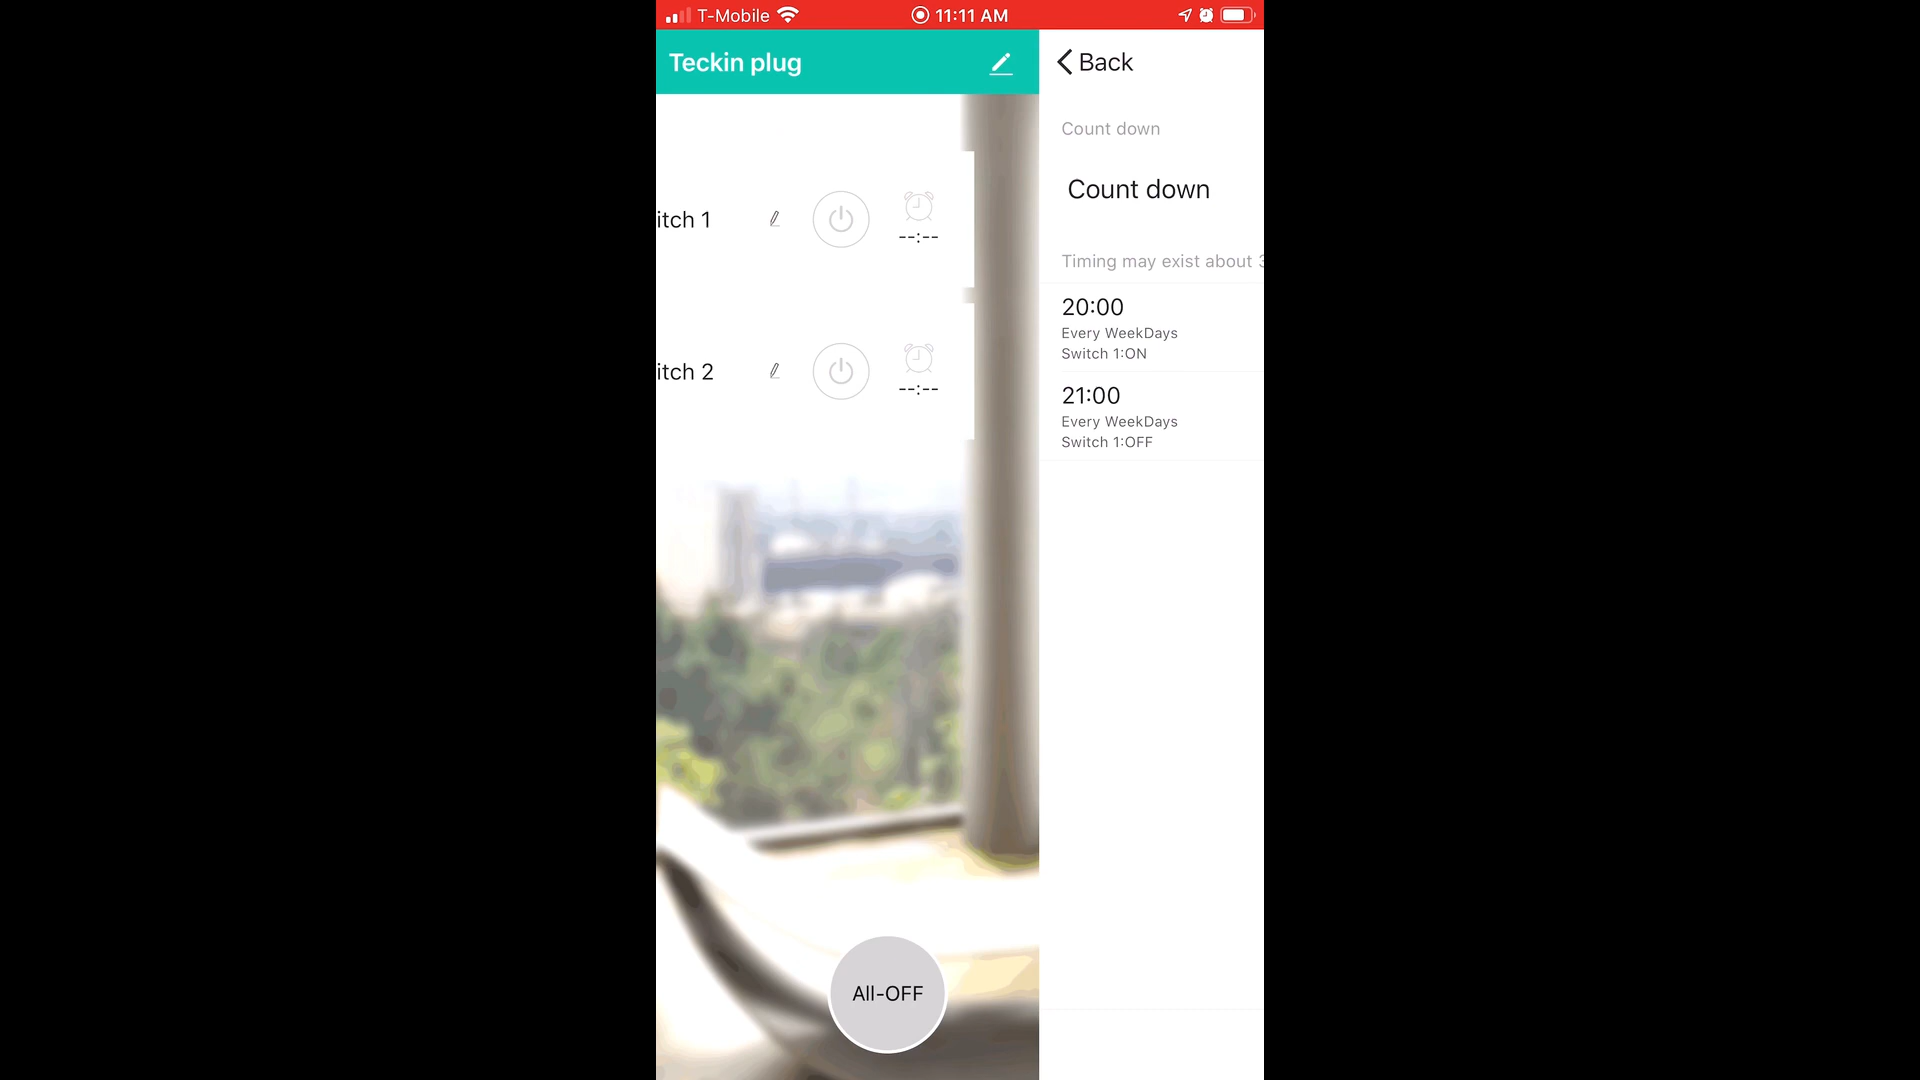 T-Mobile 11:11 AM
Teckin plug
itch 1
--:--
itch 2
--:--
All-OFF
Back
Count down
Count down
Timing may exist about
20:00
Every WeekDays
Switch 1:ON
21:00
Every WeekDays
Switch 1:OFF